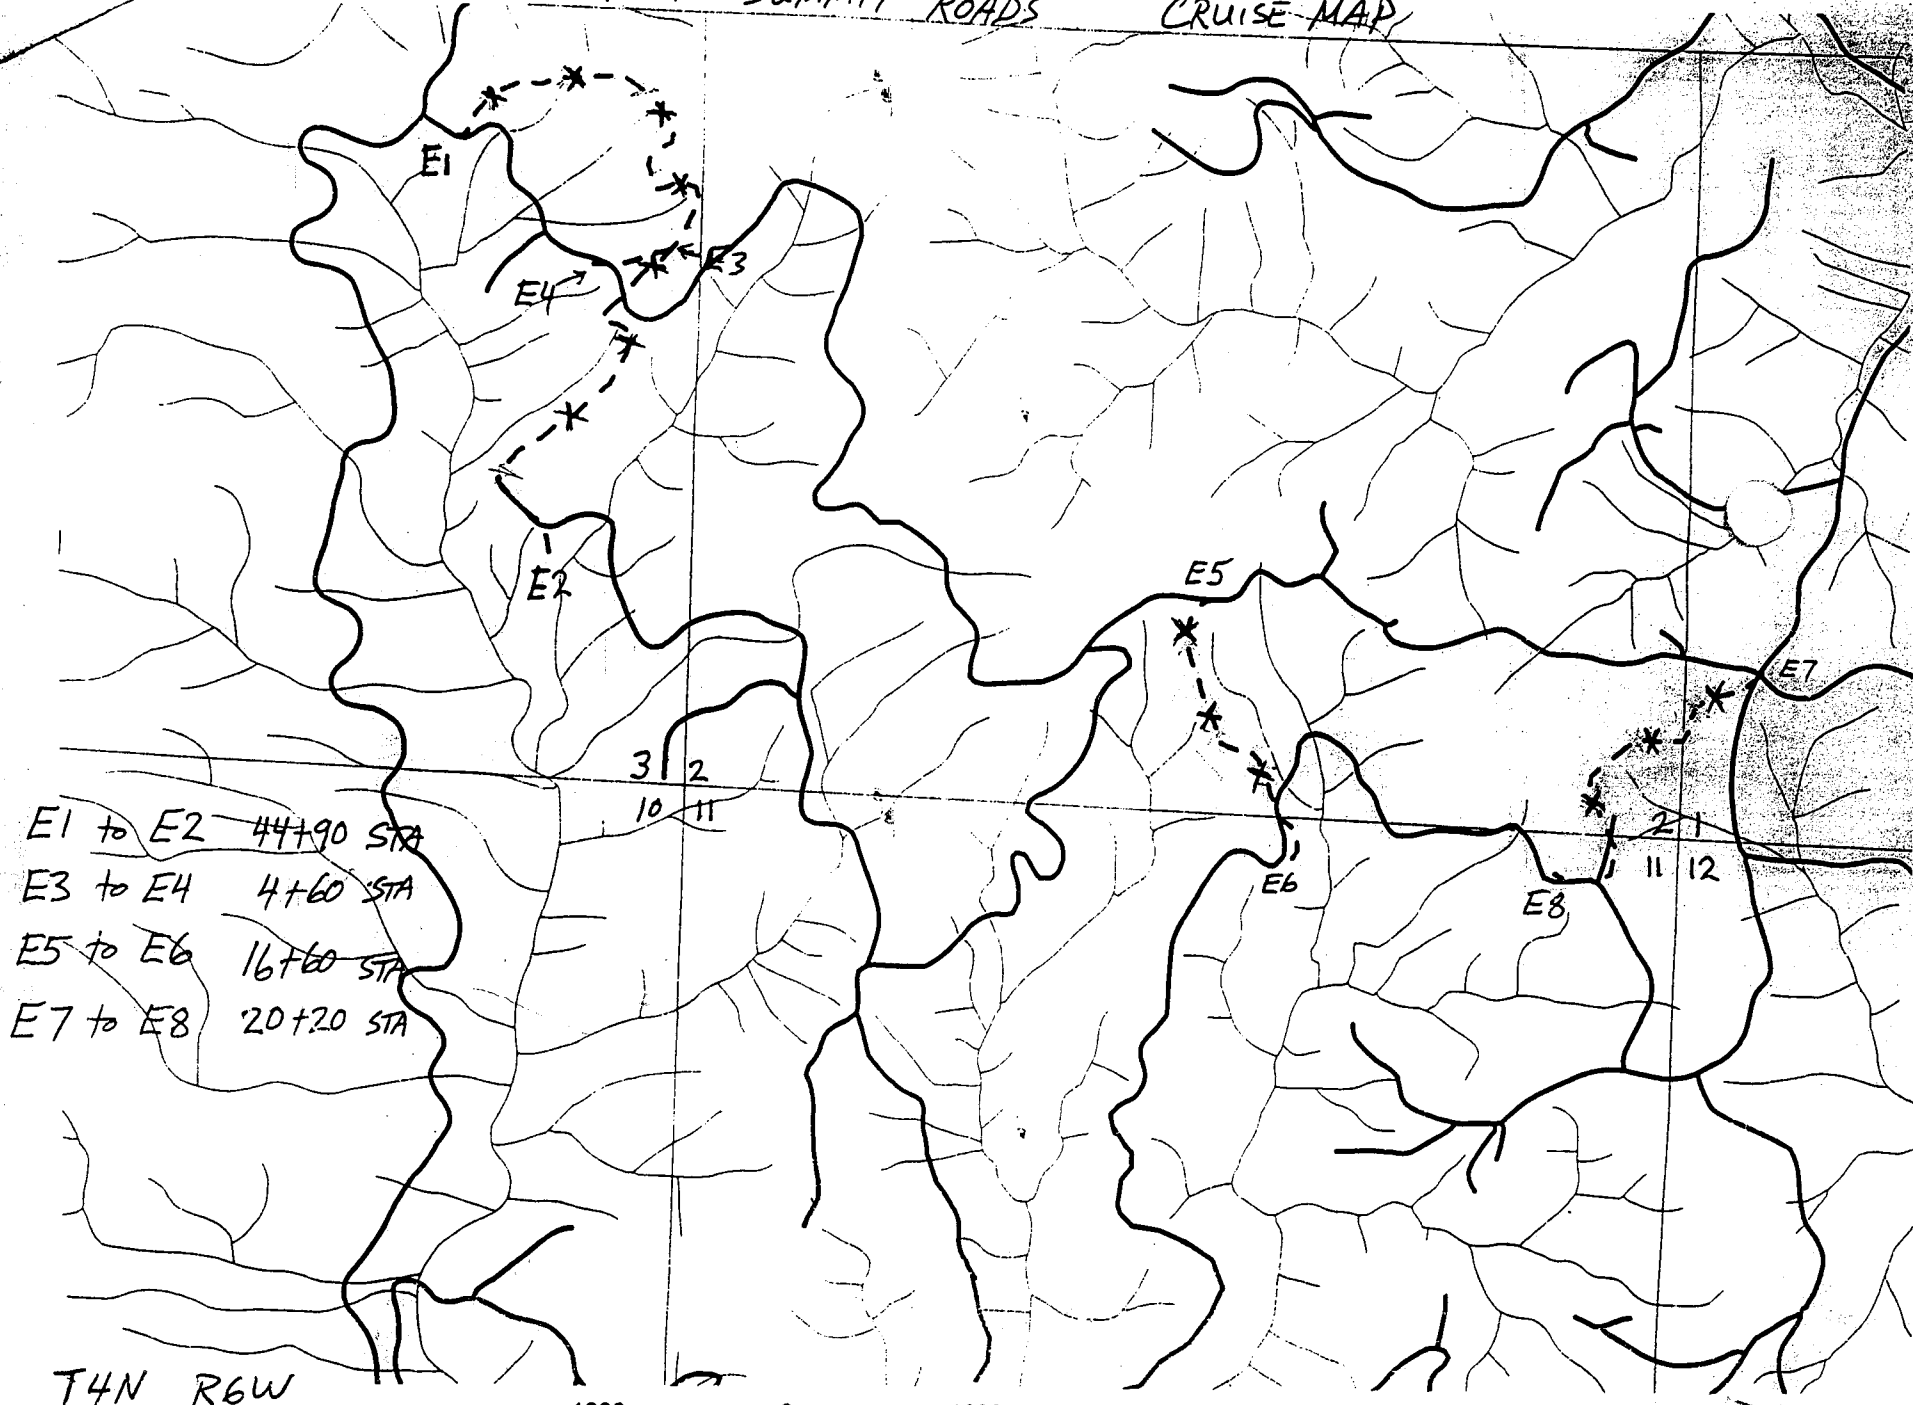 SUMMIT ROADS CRUISE MAP
E1
E3
E4
E2
E5
E7
3 2
10 11
2 1
11 12
E6
E8
E1 to E2 44+90 STA
E3 to E4 4+60 STA
E5 to E6 16+60 STA
E7 to E8 20+20 STA
T4N R6W